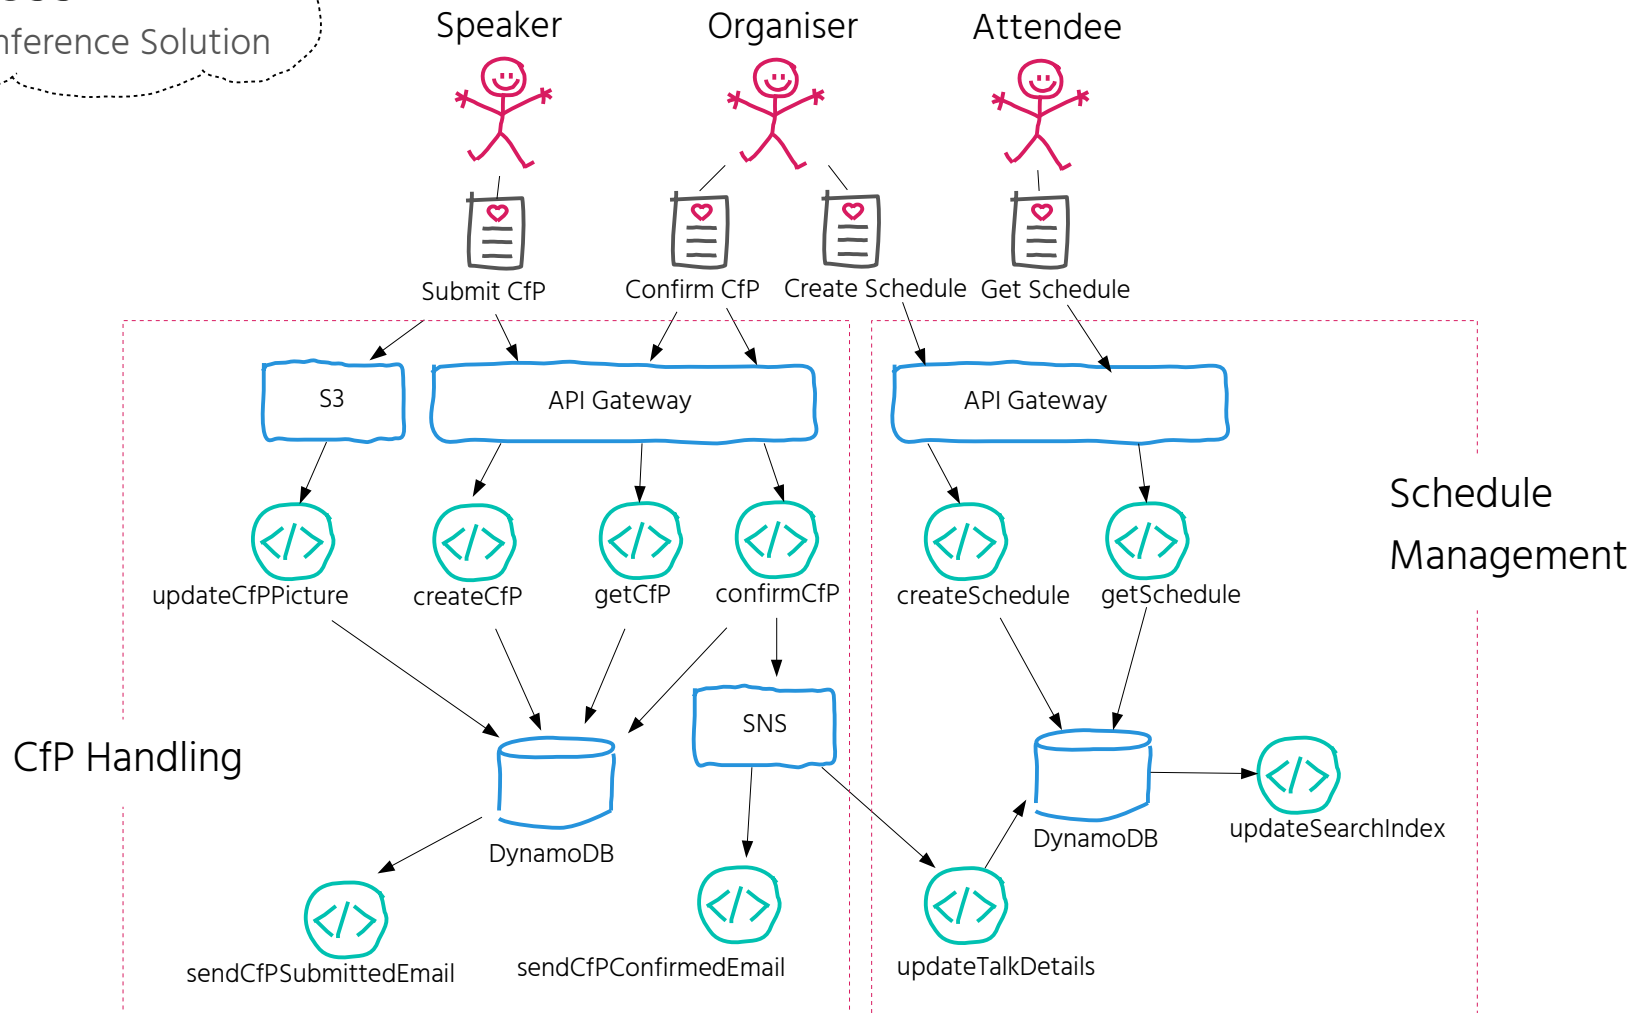 nference Solution
Speaker
Organiser
Attendee
Submit CfP
Confirm CfP
Create Schedule
Get Schedule
S3
API Gateway
API Gateway
Schedule
Management
updateCfPPicture
createCfP
getCfP
confirmCfP
createSchedule
getSchedule
SNS
CfP Handling
DynamoDB
DynamoDB
updateSearchIndex
sendCfPSubmittedEmail
sendCfPConfirmedEmail
updateTalkDetails